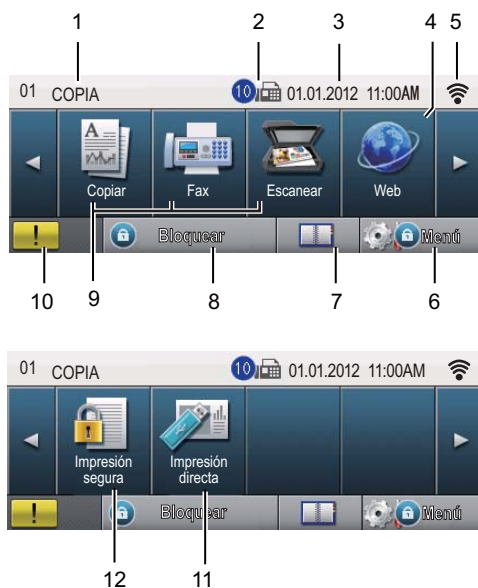 1 2 3 4 5
01 COPIA 10 01.01.2012 11:00AM
Copiar Fax Escanear Web
! Bloquear Menú
10 9 8 7 6
01 COPIA 10 01.01.2012 11:00AM
Impresión segura
Impresión directa
! Bloquear Menú
12 11